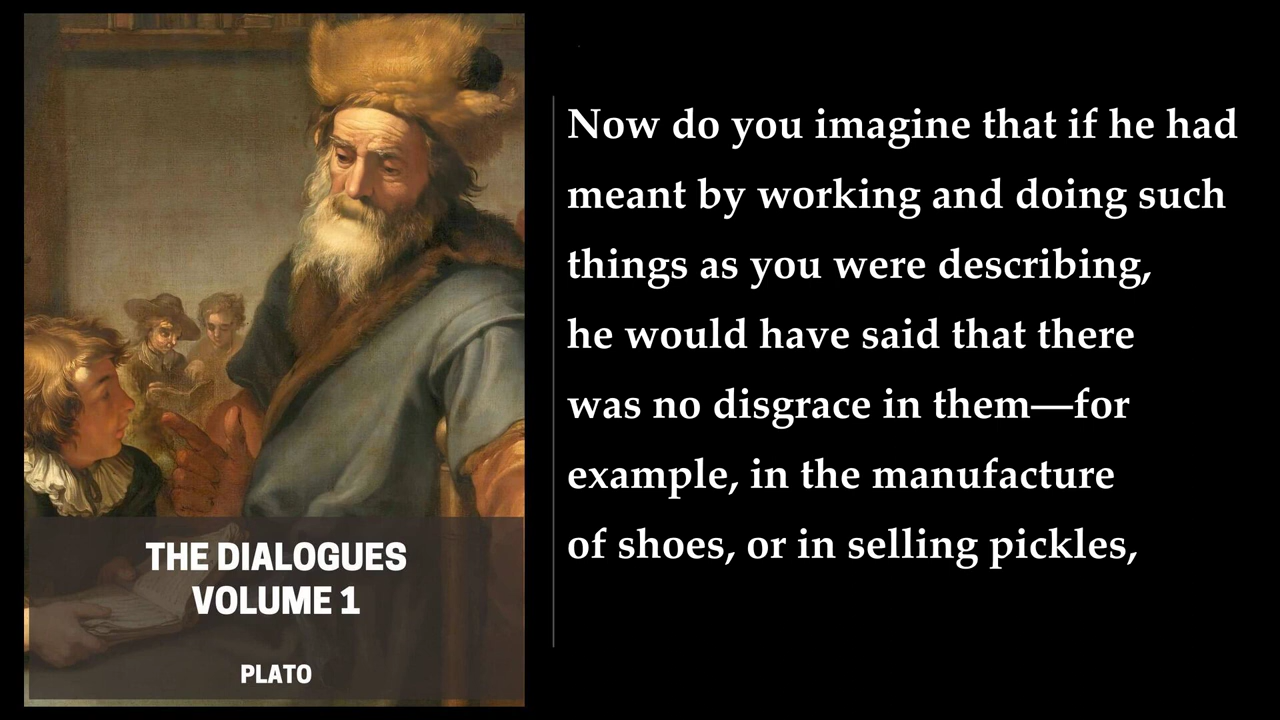 THE DIALOGUES
VOLUME 1
PLATO
Now do you imagine that if he had
meant by working and doing such
things as you were describing,
he would have said that there
was no disgrace in them—for
example, in the manufacture
of shoes, or in selling pickles,